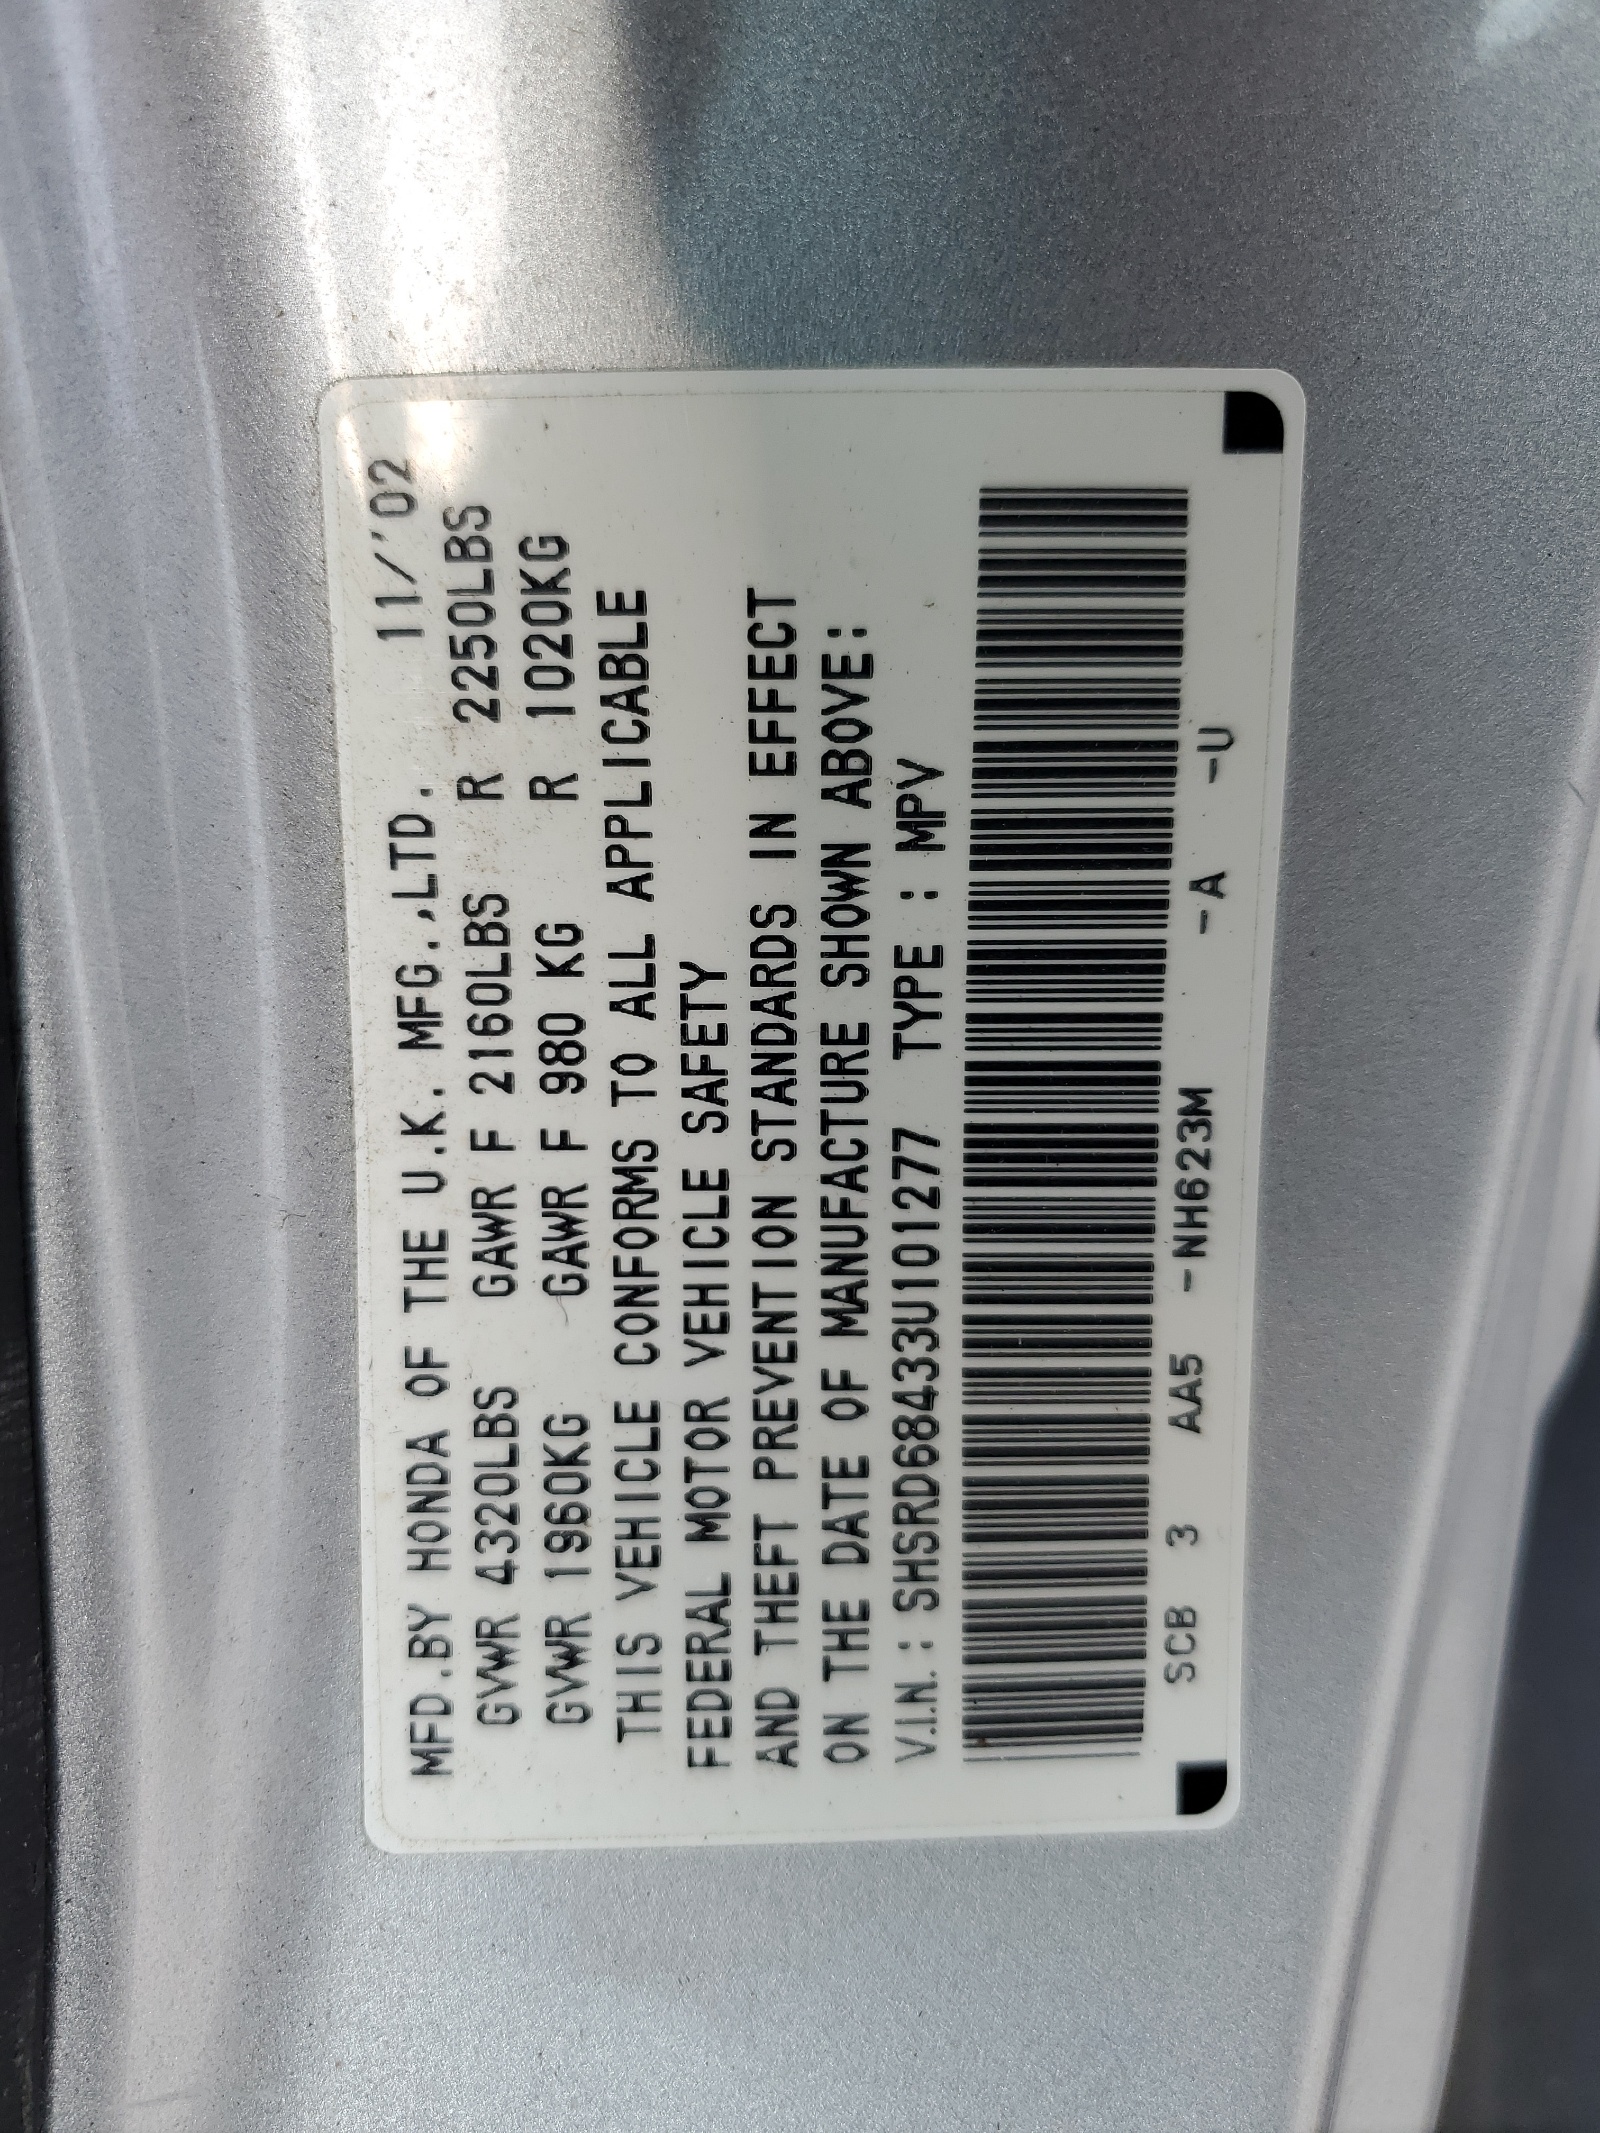 MFD.BY HONDA OF THE U.K. MFG.,LTD. 11/'02
GVWR 4320LBS GAWR F 2160LBS R 2250LBS
GVWR 1960KG GAWR F 980 KG R 1020KG
THIS VEHICLE CONFORMS TO ALL APPLICABLE
FEDERAL MOTOR VEHICLE SAFETY
AND THEFT PREVENTION STANDARDS IN EFFECT
ON THE DATE OF MANUFACTURE SHOWN ABOVE:
V.I.N.: SHSRD68433U101277 TYPE : MPV
SCB 3 AA5 -NH623M -A -U